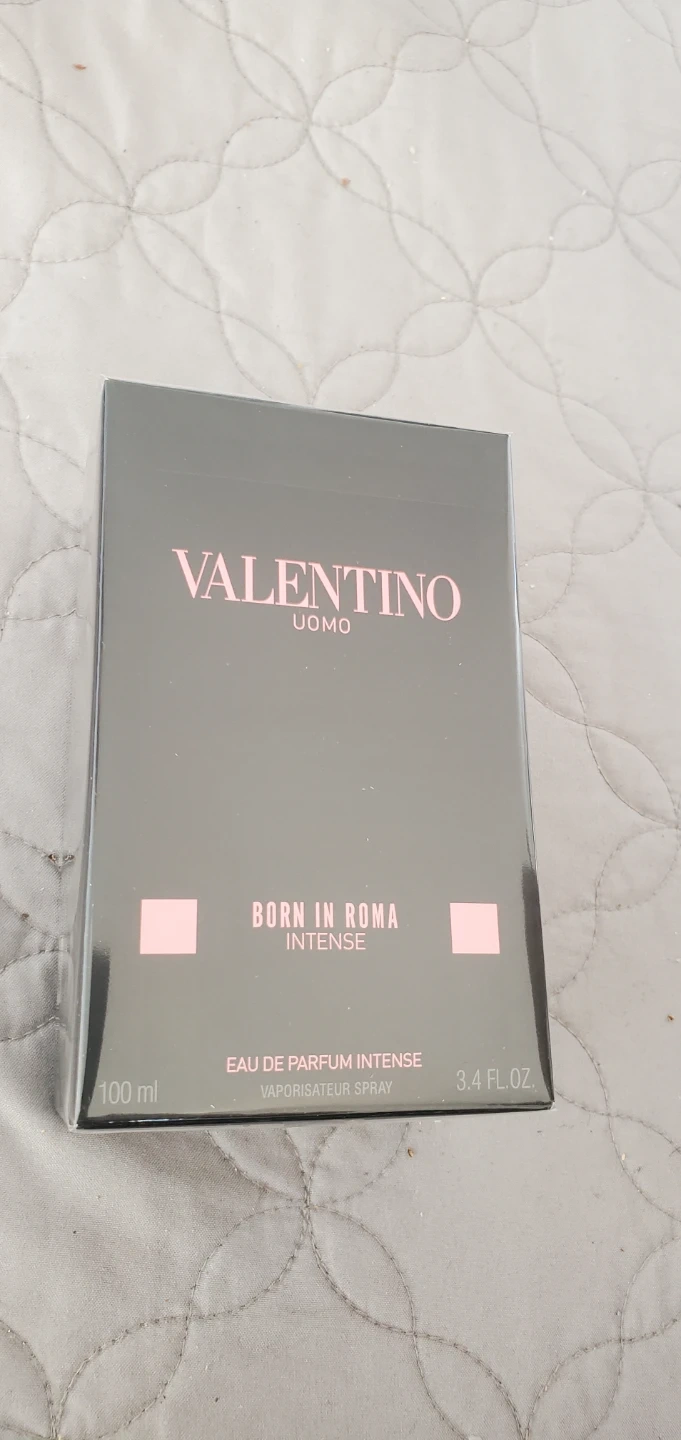 VALENTINO
UOMO
BORN IN ROMA
INTENSE
EAU DE PARFUM INTENSE
100 ml VAPORISATEUR SPRAY 3.4 FL.OZ.